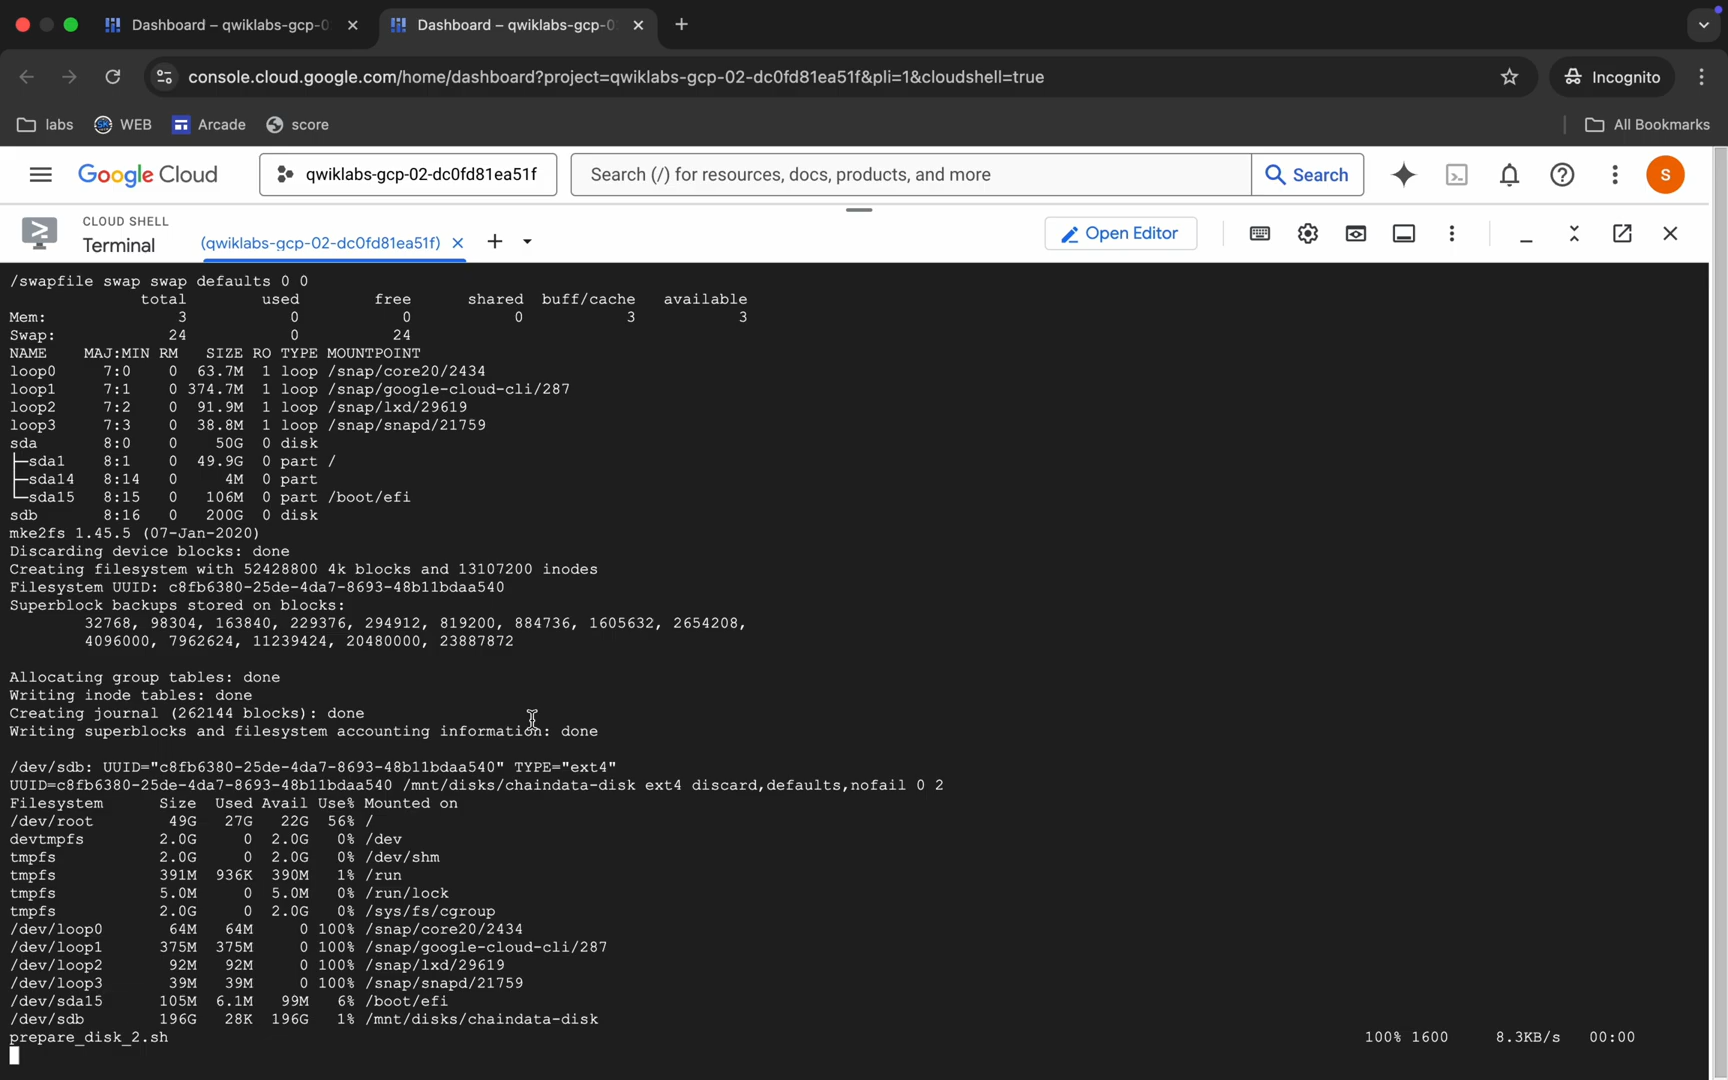 Dashboard – qwiklabs-gcp-0
Dashboard – qwiklabs-gcp-0
console.cloud.google.com/home/dashboard?project=qwiklabs-gcp-02-dc0fd81ea51f&pli=1&cloudshell=true
Incognito
labs WEB Arcade score All Bookmarks
Google Cloud qwiklabs-gcp-02-dc0fd81ea51f Search (/) for resources, docs, products, and more Search S
CLOUD SHELL
Terminal (qwiklabs-gcp-02-dc0fd81ea51f) Open Editor
/swapfile swap swap defaults 0 0
total used free shared buff/cache available
Mem: 3 0 0 0 3 3
Swap: 24 0 24
NAME MAJ:MIN RM SIZE RO TYPE MOUNTPOINT
loop0 7:0 0 63.7M 1 loop /snap/core20/2434
loop1 7:1 0 374.7M 1 loop /snap/google-cloud-cli/287
loop2 7:2 0 91.9M 1 loop /snap/lxd/29619
loop3 7:3 0 38.8M 1 loop /snap/snapd/21759
sda 8:0 0 50G 0 disk
├─sda1 8:1 0 49.9G 0 part /
├─sda14 8:14 0 4M 0 part
└─sda15 8:15 0 106M 0 part /boot/efi
sdb 8:16 0 200G 0 disk
mke2fs 1.45.5 (07-Jan-2020)
Discarding device blocks: done
Creating filesystem with 52428800 4k blocks and 13107200 inodes
Filesystem UUID: c8fb6380-25de-4da7-8693-48b11bdaa540
Superblock backups stored on blocks:
32768, 98304, 163840, 229376, 294912, 819200, 884736, 1605632, 2654208,
4096000, 7962624, 11239424, 20480000, 23887872
Allocating group tables: done
Writing inode tables: done
Creating journal (262144 blocks): done
Writing superblocks and filesystem accounting information: done
/dev/sdb: UUID="c8fb6380-25de-4da7-8693-48b11bdaa540" TYPE="ext4"
UUID=c8fb6380-25de-4da7-8693-48b11bdaa540 /mnt/disks/chaindata-disk ext4 discard,defaults,nofail 0 2
Filesystem Size Used Avail Use% Mounted on
/dev/root 49G 27G 22G 56% /
devtmpfs 2.0G 0 2.0G 0% /dev
tmpfs 2.0G 0 2.0G 0% /dev/shm
tmpfs 391M 936K 390M 1% /run
tmpfs 5.0M 0 5.0M 0% /run/lock
tmpfs 2.0G 0 2.0G 0% /sys/fs/cgroup
/dev/loop0 64M 64M 0 100% /snap/core20/2434
/dev/loop1 375M 375M 0 100% /snap/google-cloud-cli/287
/dev/loop2 92M 92M 0 100% /snap/lxd/29619
/dev/loop3 39M 39M 0 100% /snap/snapd/21759
/dev/sda15 105M 6.1M 99M 6% /boot/efi
/dev/sdb 196G 28K 196G 1% /mnt/disks/chaindata-disk
prepare_disk_2.sh 100% 1600 8.3KB/s 00:00